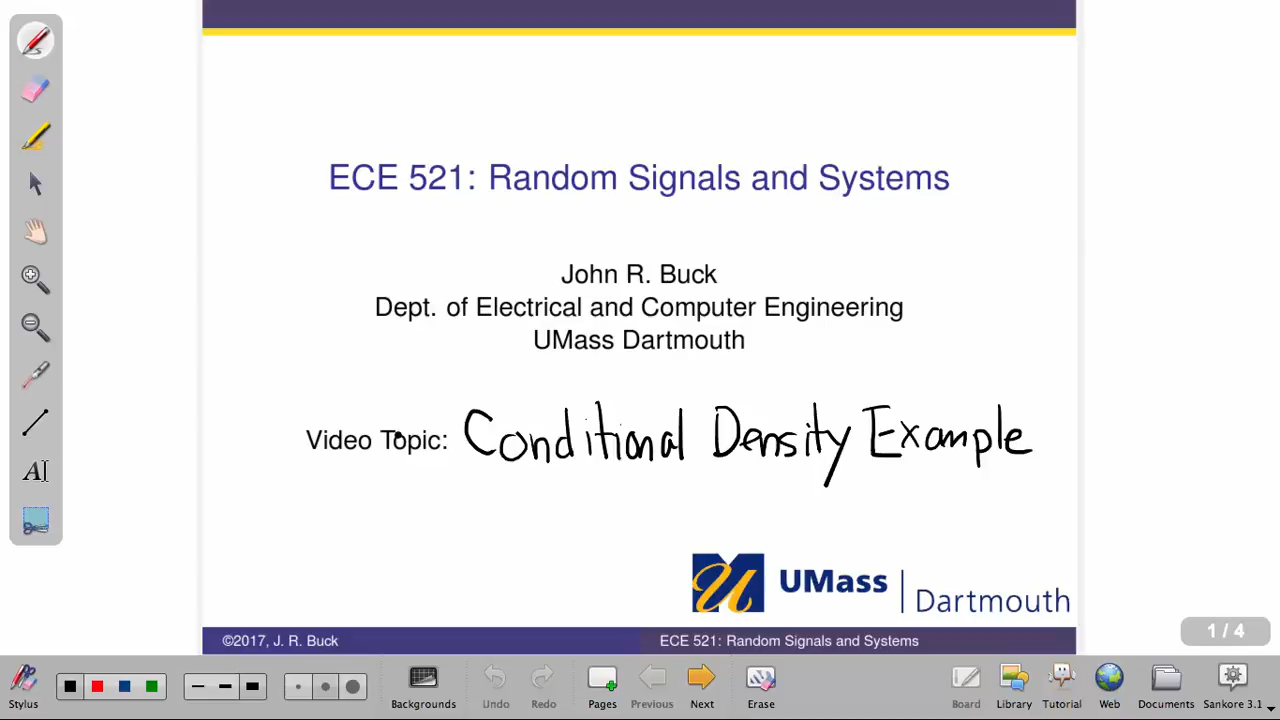 ECE 521: Random Signals and Systems
John R. Buck
Dept. of Electrical and Computer Engineering
UMass Dartmouth
Video Topic: Conditional Density Example
UMass | Dartmouth
©2017, J. R. Buck ECE 521: Random Signals and Systems
1 / 4
Stylus Backgrounds Undo Redo Pages Previous Next Erase Board Library Tutorial Web Documents Sankore 3.1